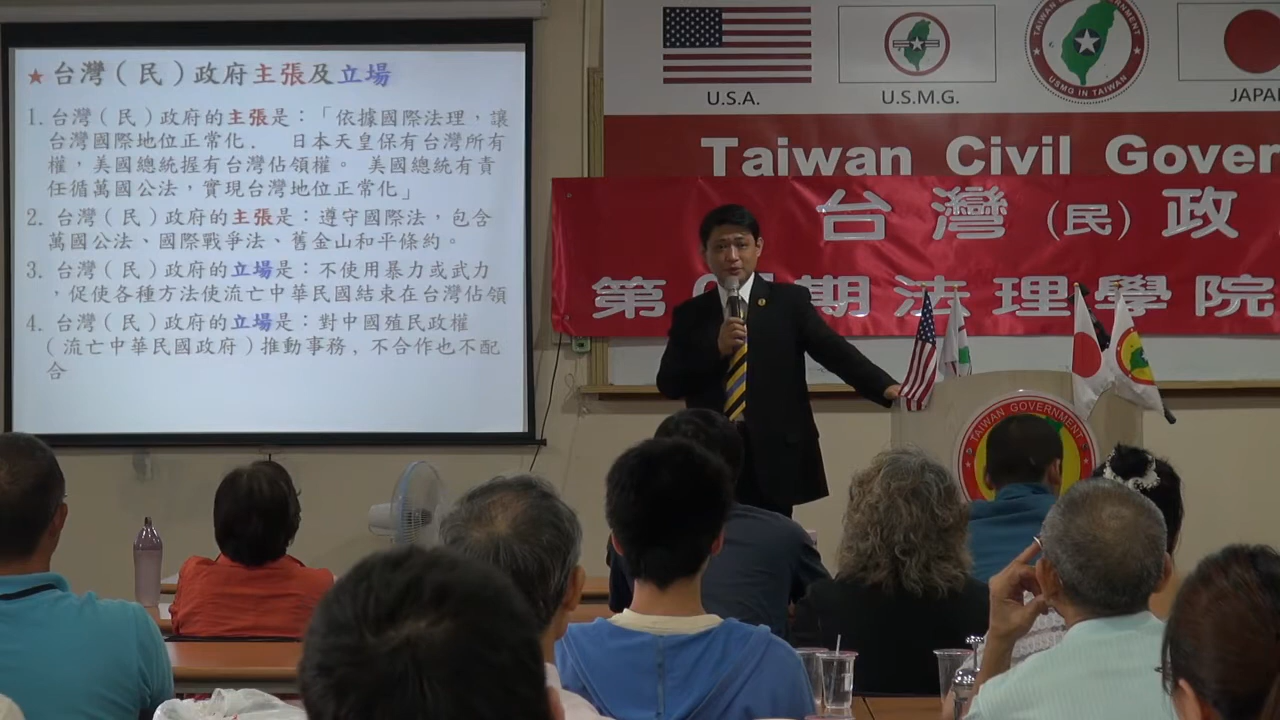 ★ 台灣(民)政府主張及立場
1. 台灣(民)政府的主張是:「依據國際法理,讓
台灣國際地位正常化. 日本天皇保有台灣所有
權,美國總統握有台灣佔領權。 美國總統有責
任循萬國公法,實現台灣地位正常化」
2. 台灣(民)政府的主張是:遵守國際法,包含
萬國公法、國際戰爭法、舊金山和平條約。
3. 台灣(民)政府的立場是:不使用暴力或武力
,促使各種方法使流亡中華民國結束在台灣佔領
4. 台灣(民)政府的立場是:對中國殖民政權
(流亡中華民國政府)推動事務, 不合作也不配
合
U.S.A.
U.S.M.G.
TAIWAN GOVERNMENT
USMG IN TAIWAN
JAPA
Taiwan Civil Gover
台灣(民)政
第 期法理學院
TAIWAN GOVERNMENT